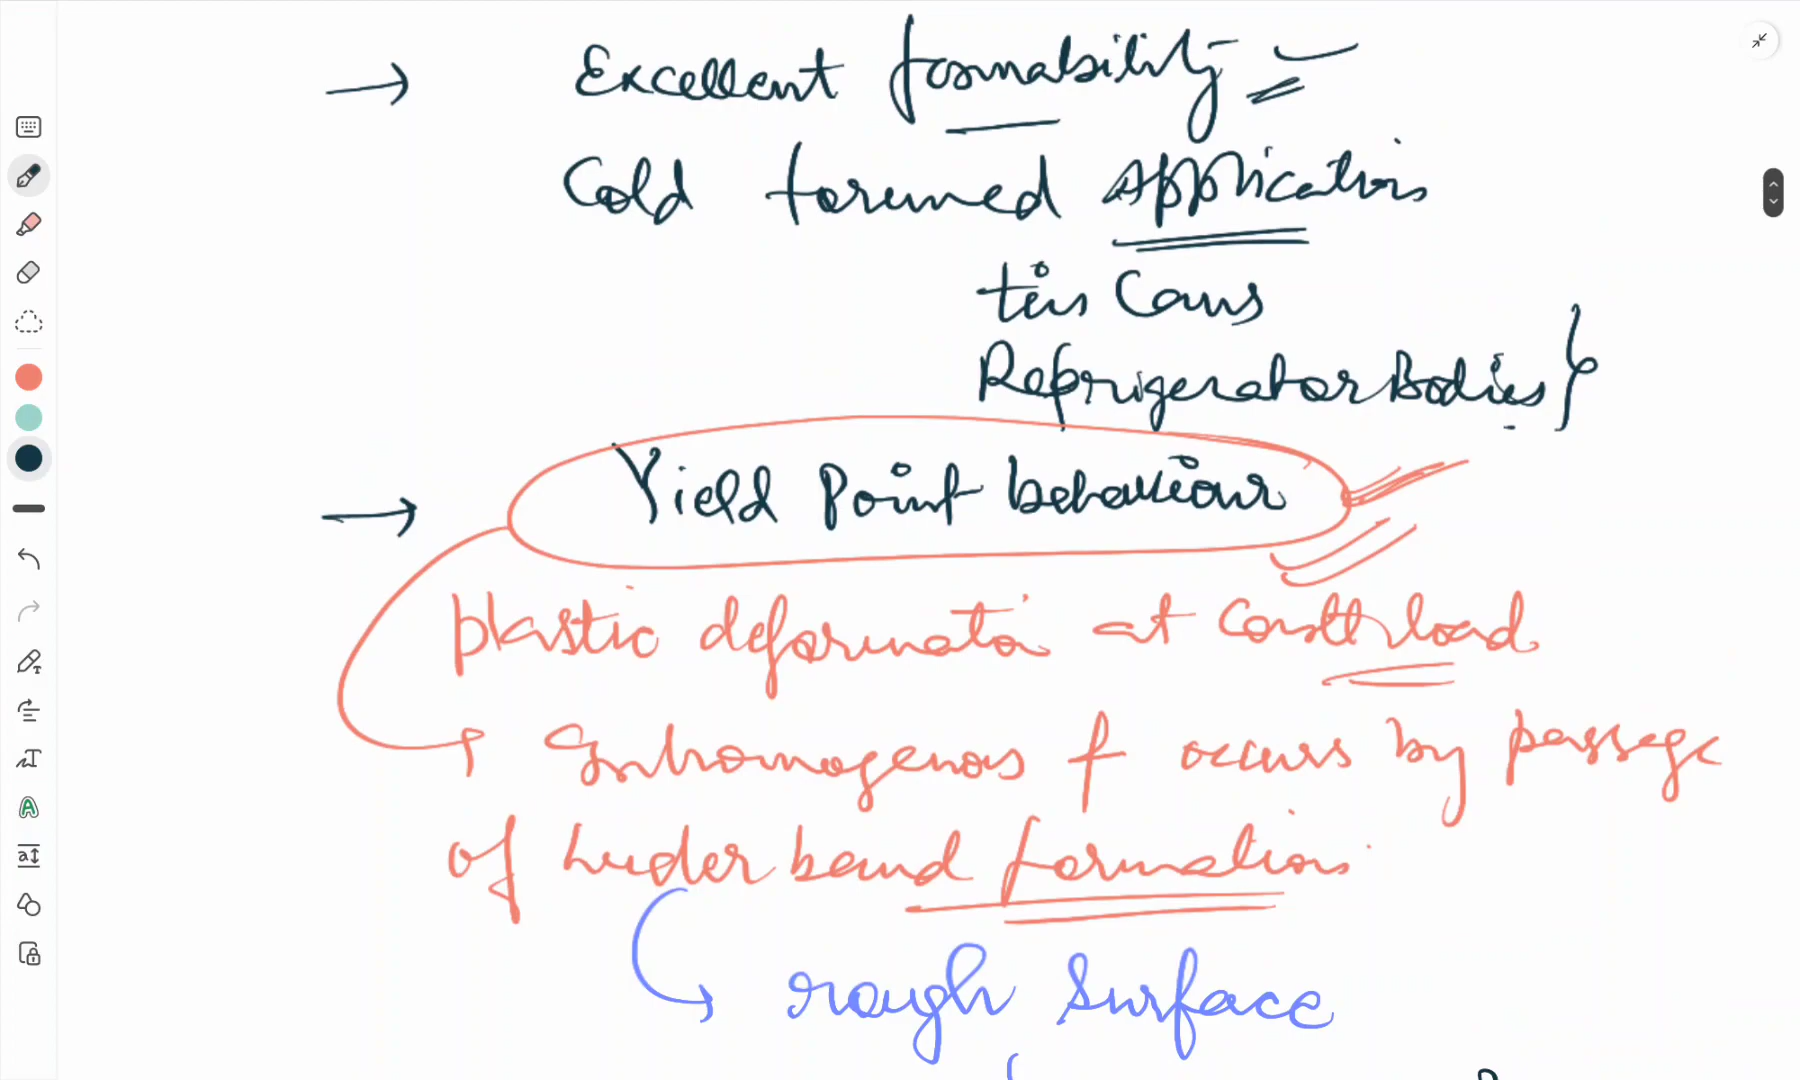 → Excellent formability
Cold formed Applications
tin Cans
Refrigerator Bodies
→ Yield Point behaviour
plastic deformation at Constt load
Inhomogenous & occurs by passage
of Luder band formation
rough surface